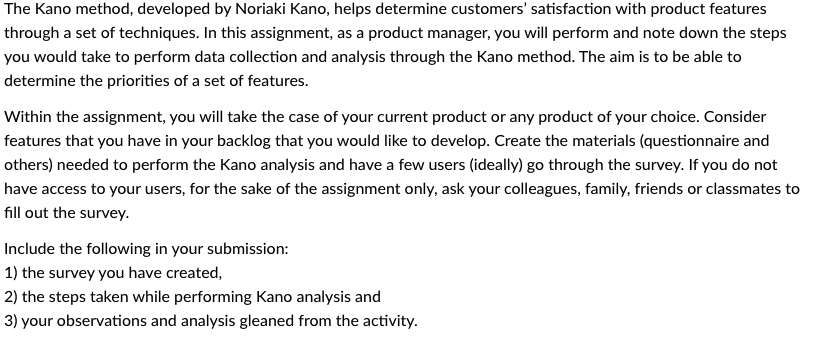 The Kano method, developed by Noriaki Kano, helps determine customers’ satisfaction with product features
through a set of techniques. In this assignment, as a product manager, you will perform and note down the steps
you would take to perform data collection and analysis through the Kano method. The aim is to be able to
determine the priorities of a set of features.
Within the assignment, you will take the case of your current product or any product of your choice. Consider
features that you have in your backlog that you would like to develop. Create the materials (questionnaire and
others) needed to perform the Kano analysis and have a few users (ideally) go through the survey. If you do not
have access to your users, for the sake of the assignment only, ask your colleagues, family, friends or classmates to
fill out the survey.
Include the following in your submission:
1) the survey you have created,
2) the steps taken while performing Kano analysis and
3) your observations and analysis gleaned from the activity.